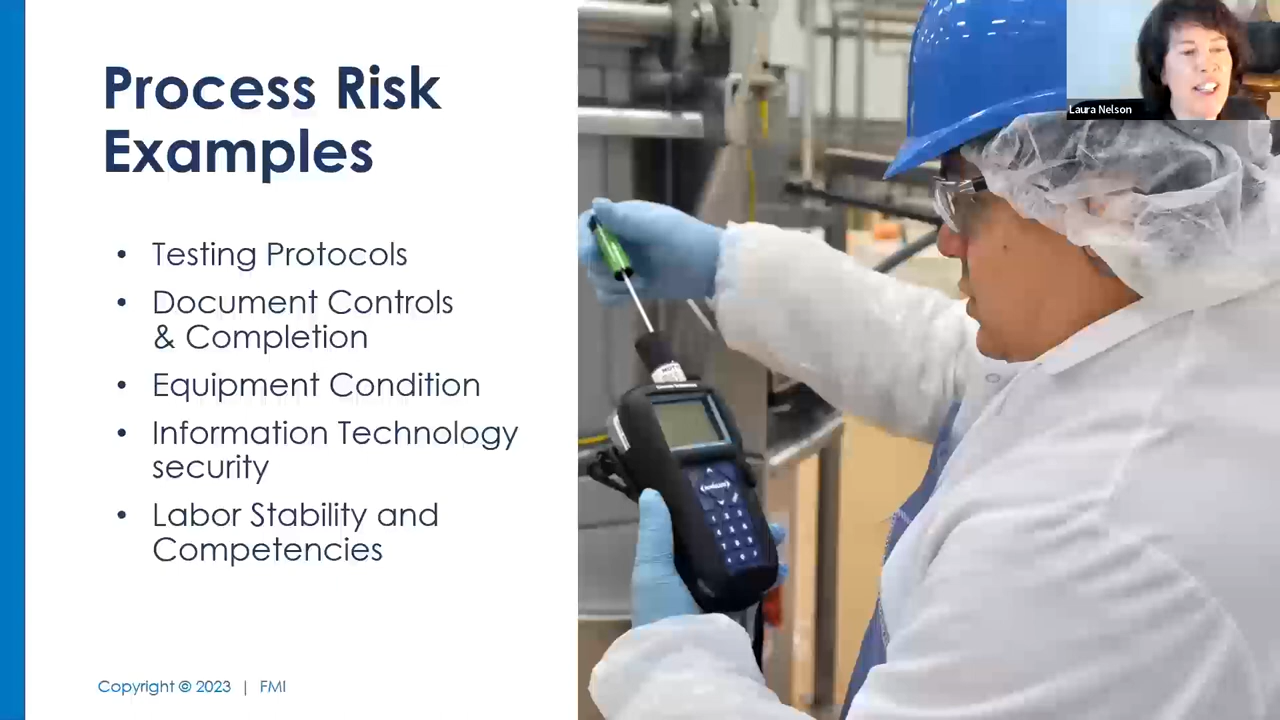 Process Risk
Examples
• Testing Protocols
• Document Controls
& Completion
• Equipment Condition
• Information Technology
security
• Labor Stability and
Competencies
Copyright © 2023 | FMI
Laura Nelson